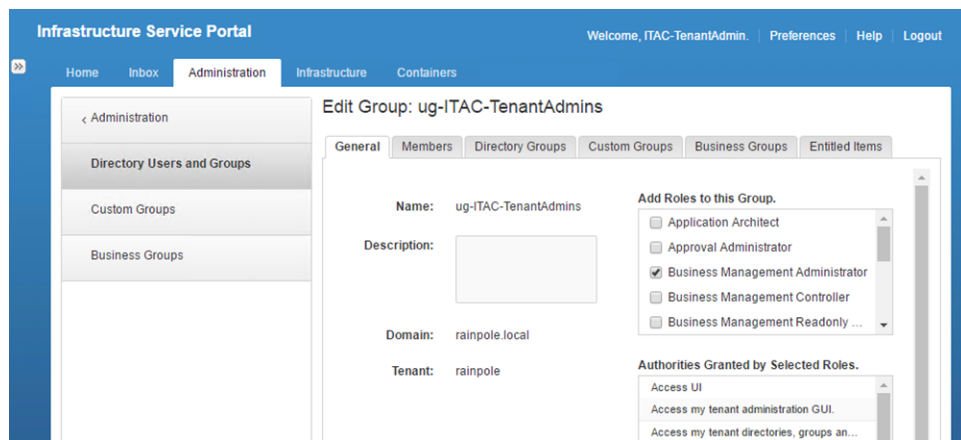 Infrastructure Service Portal
Welcome, ITAC-TenantAdmin. Preferences Help Logout
Home Inbox Administration Infrastructure Containers
Administration
Directory Users and Groups
Custom Groups
Business Groups
Edit Group: ug-ITAC-TenantAdmins
General Members Directory Groups Custom Groups Business Groups Entitled Items
Name: ug-ITAC-TenantAdmins
Description:
Domain: rainpole.local
Tenant: rainpole
Add Roles to this Group.
Application Architect
Approval Administrator
Business Management Administrator
Business Management Controller
Business Management Readonly ...
Authorities Granted by Selected Roles.
Access UI
Access my tenant administration GUI.
Access my tenant directories, groups an...